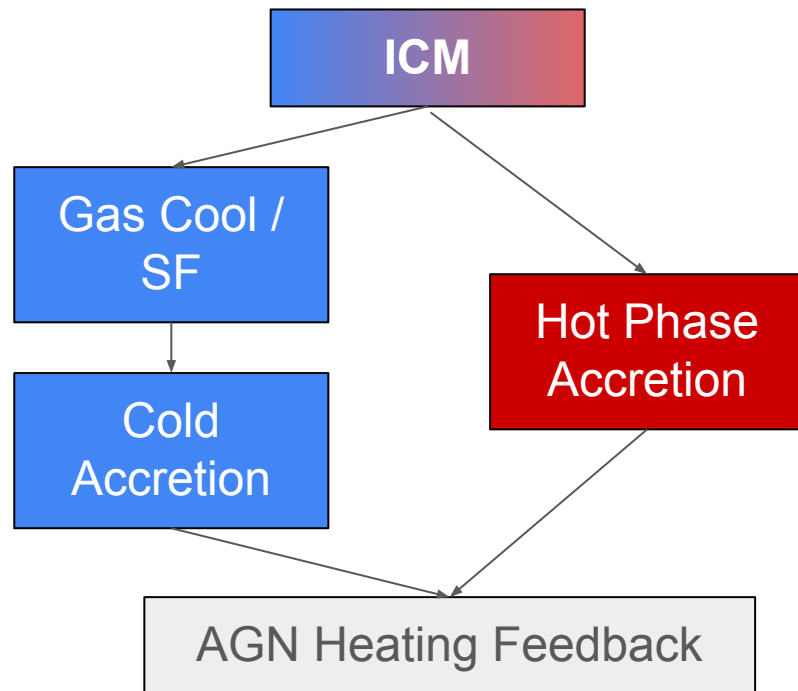 ICM
Gas Cool /
SF
Hot Phase
Accretion
Cold
Accretion
AGN Heating Feedback